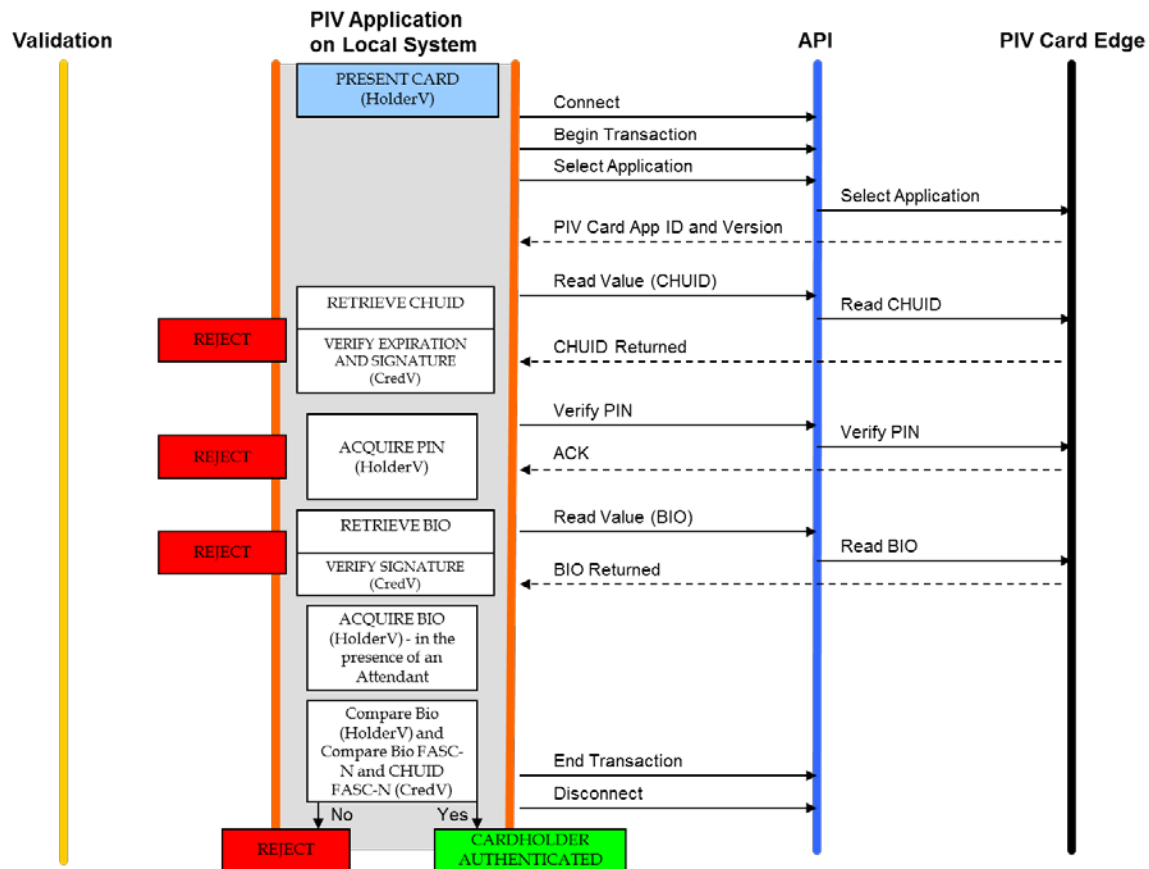 Validation
PIV Application
on Local System
API
PIV Card Edge
PRESENT CARD
(HolderV)
Connect
Begin Transaction
Select Application
Select Application
PIV Card App ID and Version
Read Value (CHUID)
RETRIEVE CHUID
Read CHUID
REJECT
VERIFY EXPIRATION
AND SIGNATURE
(CredV)
CHUID Returned
Verify PIN
Verify PIN
REJECT
ACQUIRE PIN
(HolderV)
ACK
Read Value (BIO)
RETRIEVE BIO
Read BIO
REJECT
VERIFY SIGNATURE
(CredV)
BIO Returned
ACQUIRE BIO
(HolderV) - in the
presence of an
Attendant
Compare Bio
(HolderV) and
Compare Bio FASC-
N and CHUID
FASC-N (CredV)
End Transaction
Disconnect
No
Yes
REJECT
CARDHOLDER
AUTHENTICATED